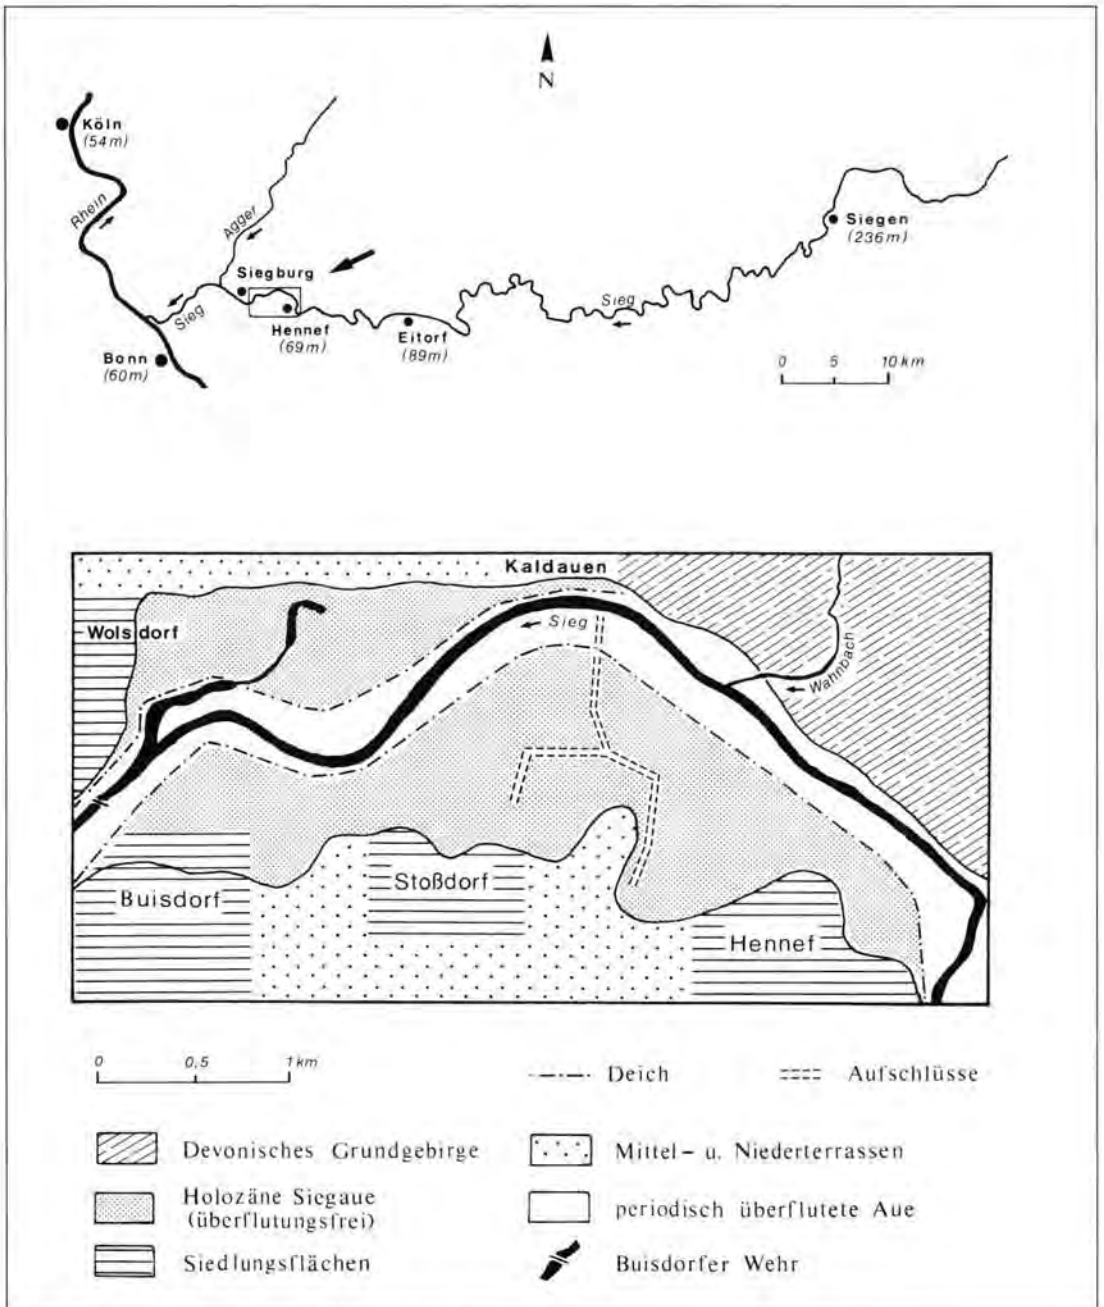 N
Köln
(54m)
Rhein
Agger
Siegen
(236m)
Siegburg
Sieg
Sieg
Hennef
(69m)
Eitorf
(89m)
Bonn
(60m)
0 5 10 km
Kaldauen
Wolsdorf
Sieg
Wahnbach
Buisdorf
Stoßdorf
Hennef
0 0,5 1 km
Deich
Aufschlüsse
Devonisches Grundgebirge
Mittel- u. Niederterrassen
Holozäne Siegaue
(überflutungsfrei)
periodisch überflutete Aue
Siedlungsflächen
Buisdorfer Wehr